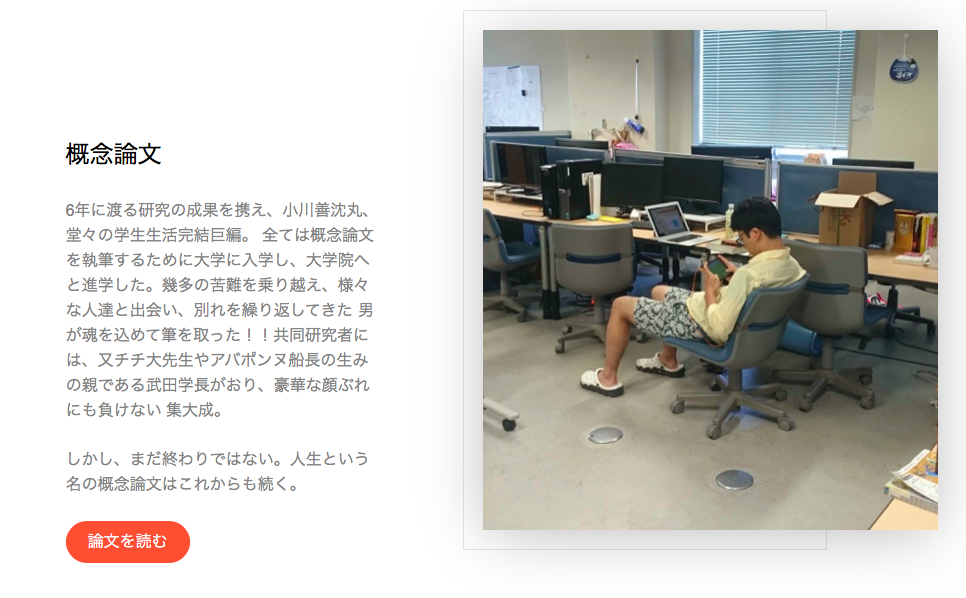 概念論文
6年に渡る研究の成果を携え、小川善沈丸、
堂々の学生生活完結巨編。 全ては概念論文
を執筆するために大学に入学し、大学院へ
と進学した。幾多の苦難を乗り越え、様々
な人達と出会い、別れを繰り返してきた 男
が魂を込めて筆を取った！！共同研究者に
は、又チチ大先生やアバポンヌ船長の生み
の親である武田学長がおり、豪華な顔ぶれ
にも負けない 集大成。
しかし、まだ終わりではない。人生という
名の概念論文はこれからも続く。
論文を読む